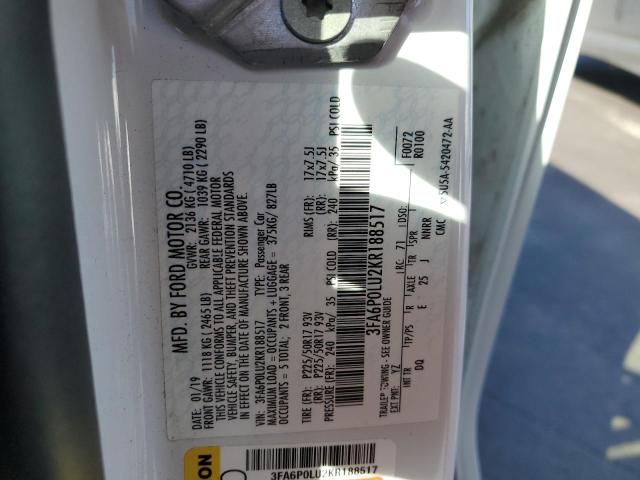 MFD. BY FORD MOTOR CO.
DATE: 01/19 GVWR: 2136 KG ( 4710 LB)
FRONT GAWR: 1118 KG ( 2465 LB) REAR GAWR: 1039 KG ( 2290 LB)
THIS VEHICLE CONFORMS TO ALL APPLICABLE FEDERAL MOTOR
VEHICLE SAFETY, BUMPER, AND THEFT PREVENTION STANDARDS
IN EFFECT ON THE DATE OF MANUFACTURE SHOWN ABOVE.
VIN: 3FA6P0LU2KR188517 TYPE: Passenger Car
MAXIMUM LOAD = OCCUPANTS + LUGGAGE = 375KG/ 827LB
OCCUPANTS = 5 TOTAL; 2 FRONT, 3 REAR
TIRE (FR): P225/50R17 93V RIMS (FR): 17x7.5J
(RR): P225/50R17 93V (RR): 17x7.5J
PRESSURE (FR): 240 kPa/ 35 PSI COLD (RR): 240 kPa/ 35 PSI COLD
3FA6P0LU2KR188517
TRAILER TOWING - SEE OWNER GUIDE F0072
EXT PNT: YZ RC: 71 DSO: R0100
INT TR TP/PS R AXLE TR SPR
DQ E 25 J NNRR
5U5A-5420472-AA
ION
3FA6P0LU2KR188517